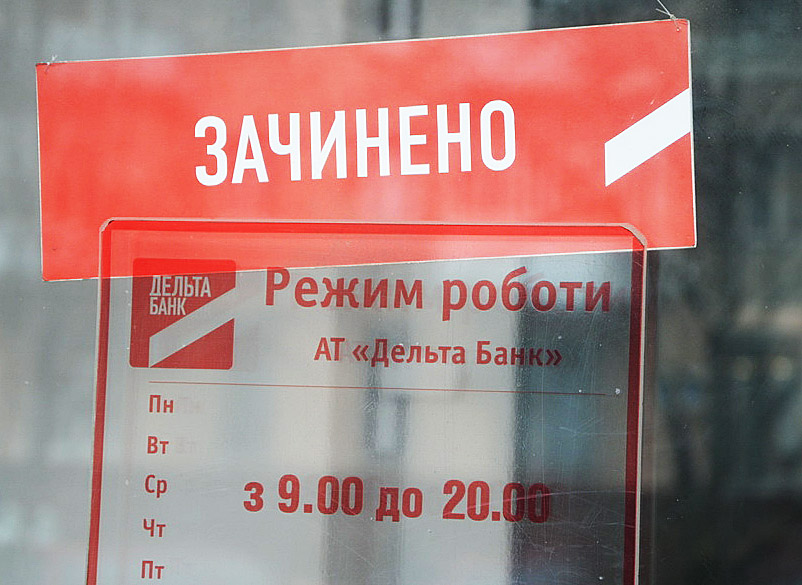 ЗАЧИНЕНО
ДЕЛЬТА
БАНК
Режим роботи
АТ «Дельта Банк»
Пн
Вт
Ср
з 9.00 до 20.00
Чт
Пт